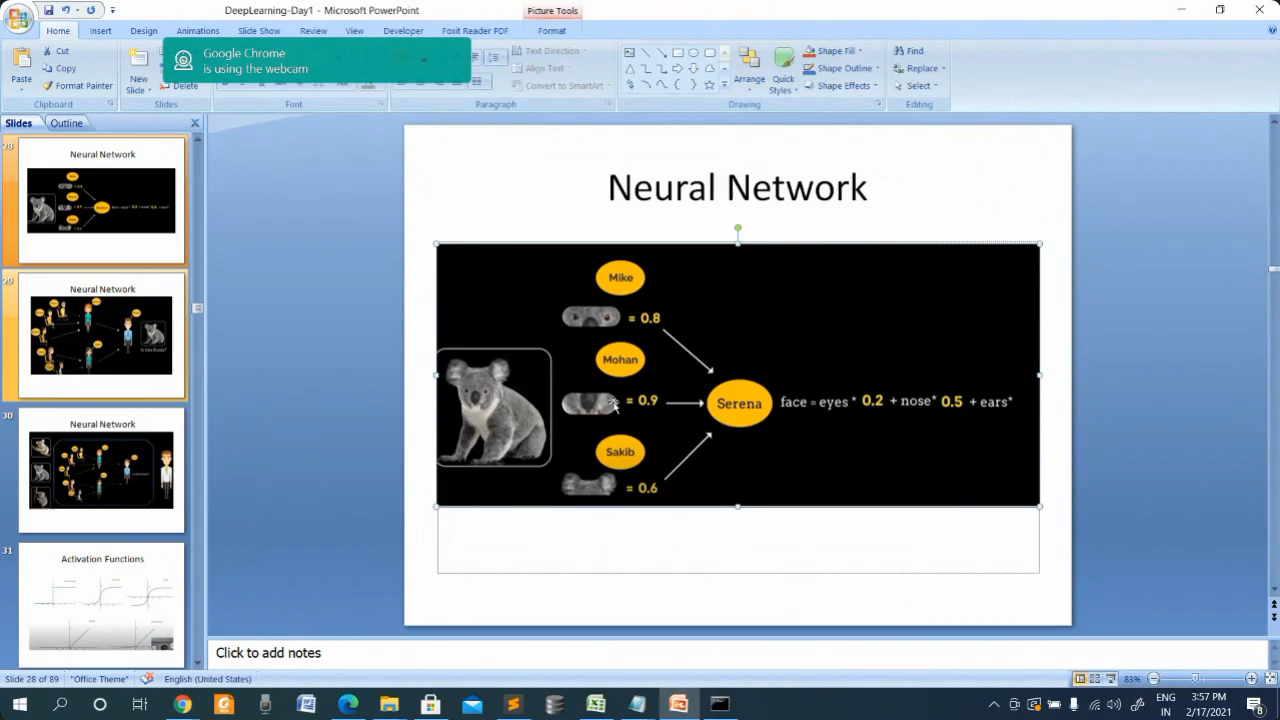 DeepLearning-Day1 - Microsoft PowerPoint
Picture Tools
Home Insert Animations Slide Show Review View Developer Foxit Reader PDF Format
Google Chrome
is using the webcam
Paste
Cut
Copy
Format Painter
Clipboard
New
Slide
Delete
Slides
Font
Text Direction
Align Text
Convert to SmartArt
Paragraph
Arrange
Quick
Styles
Shape Fill
Shape Outline
Shape Effects
Drawing
Find
Replace
Select
Editing
Slides Outline
28
Neural Network
29
Neural Network
30
Neural Network
31
Activation Functions
Neural Network
Mike
= 0.8
Mohan
= 0.9
Serena
face = eyes * 0.2 + nose* 0.5 + ears*
Sakib
= 0.6
Click to add notes
Slide 28 of 89 "Office Theme" English (United States) 83%
ENG
IN
3:57 PM
2/17/2021